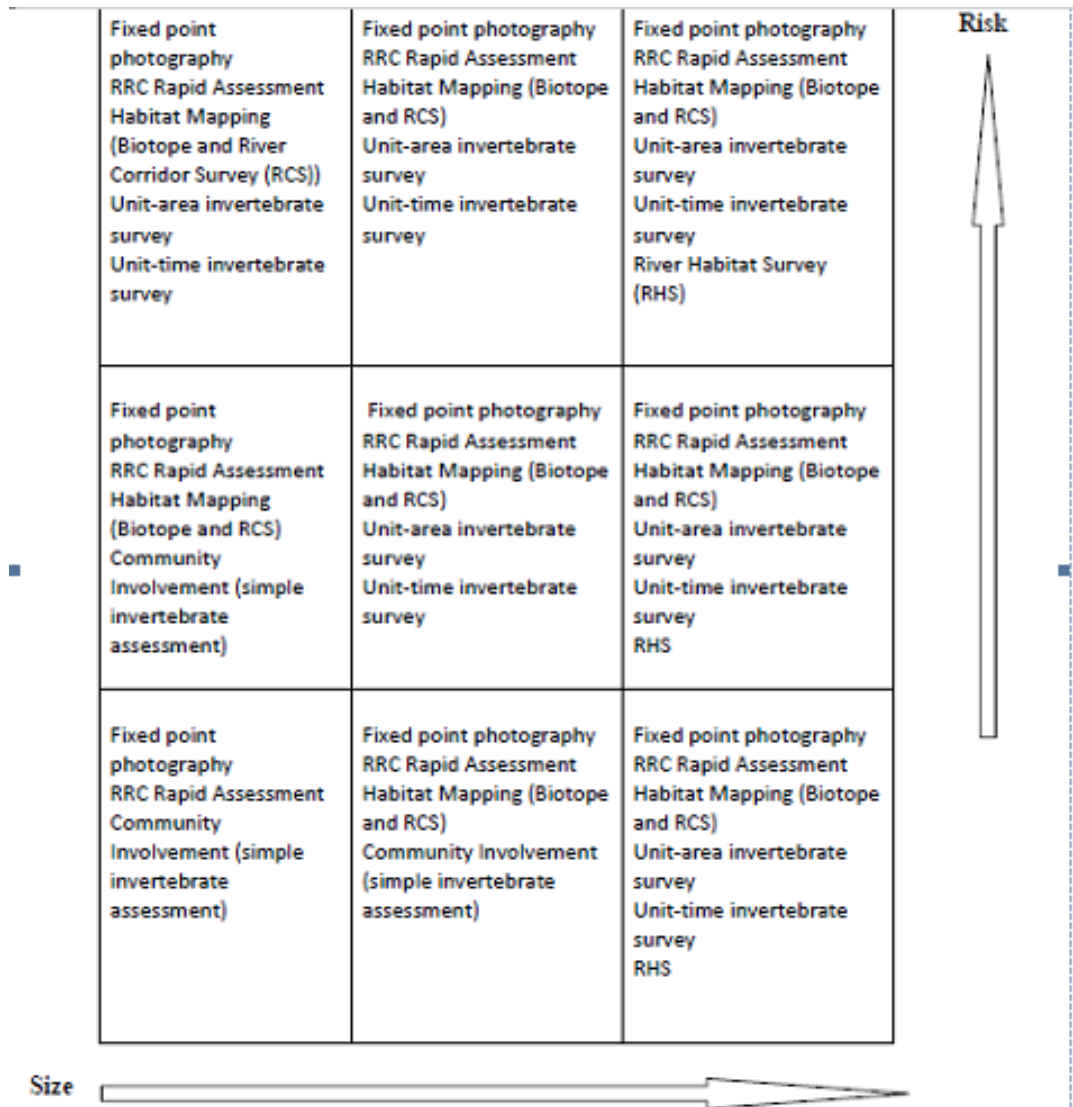 Risk
Fixed point
photography
RRC Rapid Assessment
Habitat Mapping
(Biotope and River
Corridor Survey (RCS))
Unit-area invertebrate
survey
Unit-time invertebrate
survey
Fixed point photography
RRC Rapid Assessment
Habitat Mapping (Biotope
and RCS)
Unit-area invertebrate
survey
Unit-time invertebrate
survey
Fixed point photography
RRC Rapid Assessment
Habitat Mapping (Biotope
and RCS)
Unit-area invertebrate
survey
Unit-time invertebrate
survey
River Habitat Survey
(RHS)
Fixed point
photography
RRC Rapid Assessment
Habitat Mapping
(Biotope and RCS)
Community
Involvement (simple
invertebrate
assessment)
Fixed point photography
RRC Rapid Assessment
Habitat Mapping (Biotope
and RCS)
Unit-area invertebrate
survey
Unit-time invertebrate
survey
Fixed point photography
RRC Rapid Assessment
Habitat Mapping (Biotope
and RCS)
Unit-area invertebrate
survey
Unit-time invertebrate
survey
RHS
Fixed point
photography
RRC Rapid Assessment
Community
Involvement (simple
invertebrate
assessment)
Fixed point photography
RRC Rapid Assessment
Habitat Mapping (Biotope
and RCS)
Community Involvement
(simple invertebrate
assessment)
Fixed point photography
RRC Rapid Assessment
Habitat Mapping (Biotope
and RCS)
Unit-area invertebrate
survey
Unit-time invertebrate
survey
RHS
Size